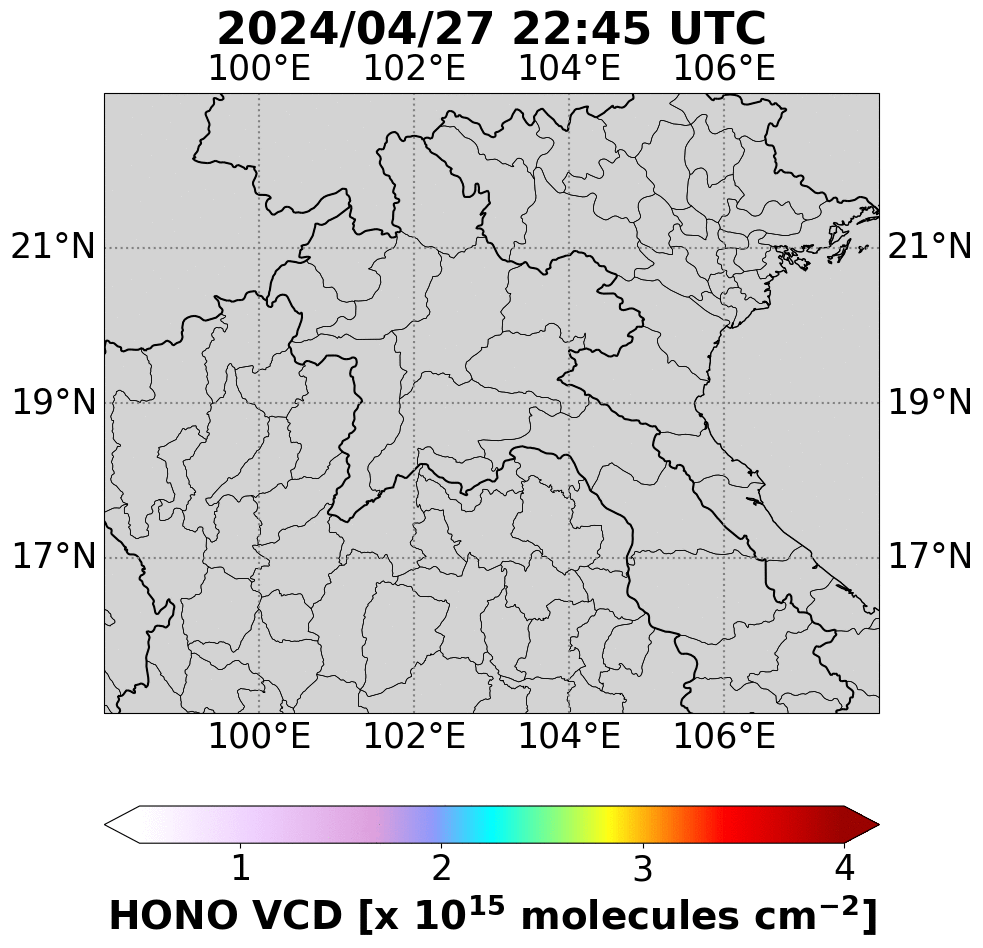 2024/04/27 22:45 UTC
100°E 102°E 104°E 106°E
21°N 21°N
19°N 19°N
17°N 17°N
100°E 102°E 104°E 106°E
1 2 3 4
HONO VCD [x 10¹⁵ molecules cm⁻²]